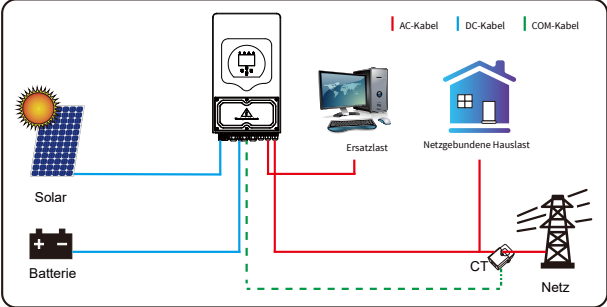 AC-Kabel
DC-Kabel
COM-Kabel
Ersatzlast
Netzgebundene Hauslast
Solar
CT
Batterie
Netz